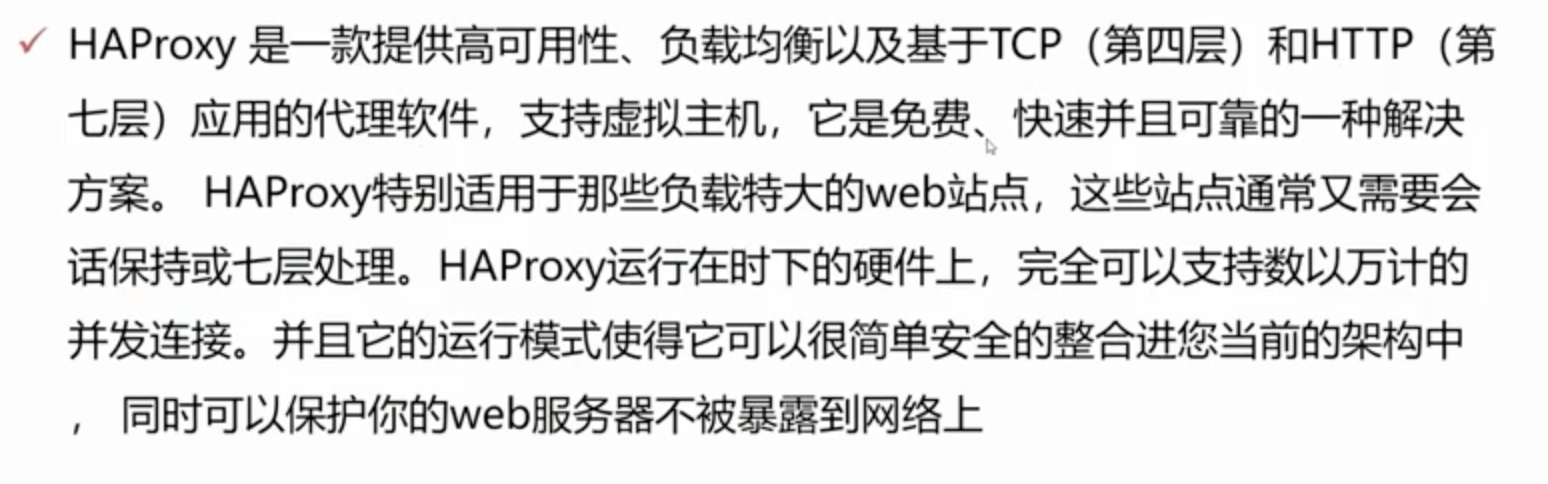 ✓ HAProxy 是一款提供高可用性、负载均衡以及基于TCP（第四层）和HTTP（第
七层）应用的代理软件，支持虚拟主机，它是免费、快速并且可靠的一种解决
方案。 HAProxy特别适用于那些负载特大的web站点，这些站点通常又需要会
话保持或七层处理。HAProxy运行在时下的硬件上，完全可以支持数以万计的
并发连接。并且它的运行模式使得它可以很简单安全的整合进您当前的架构中
， 同时可以保护你的web服务器不被暴露到网络上